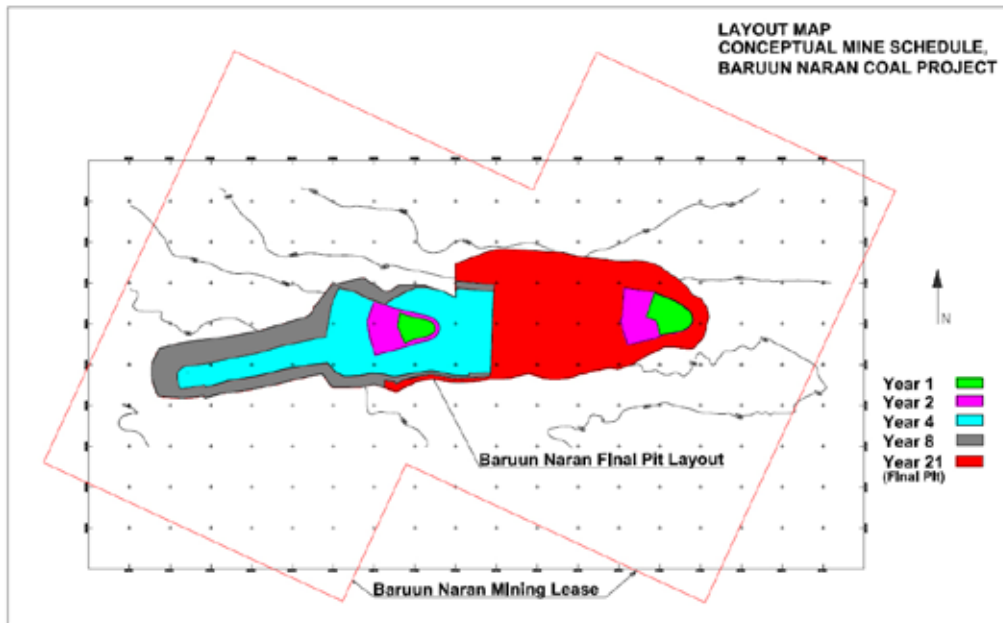 LAYOUT MAP
CONCEPTUAL MINE SCHEDULE,
BARUUN NARAN COAL PROJECT
N
Year 1
Year 2
Year 4
Year 8
Year 21
(Final Pit)
Baruun Naran Final Pit Layout
Baruun Naran Mining Lease